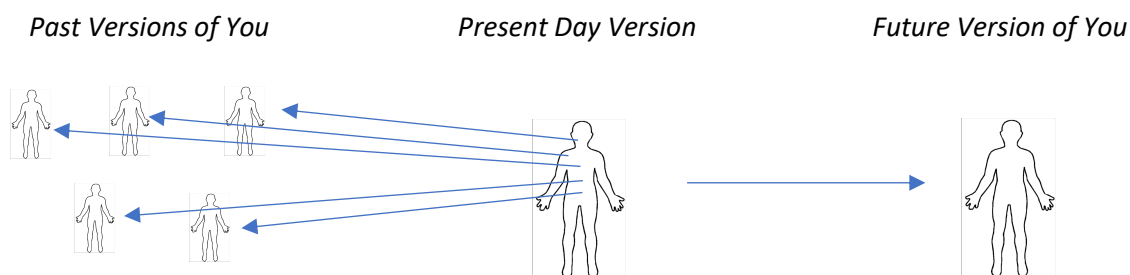 Past Versions of You
Present Day Version
Future Version of You